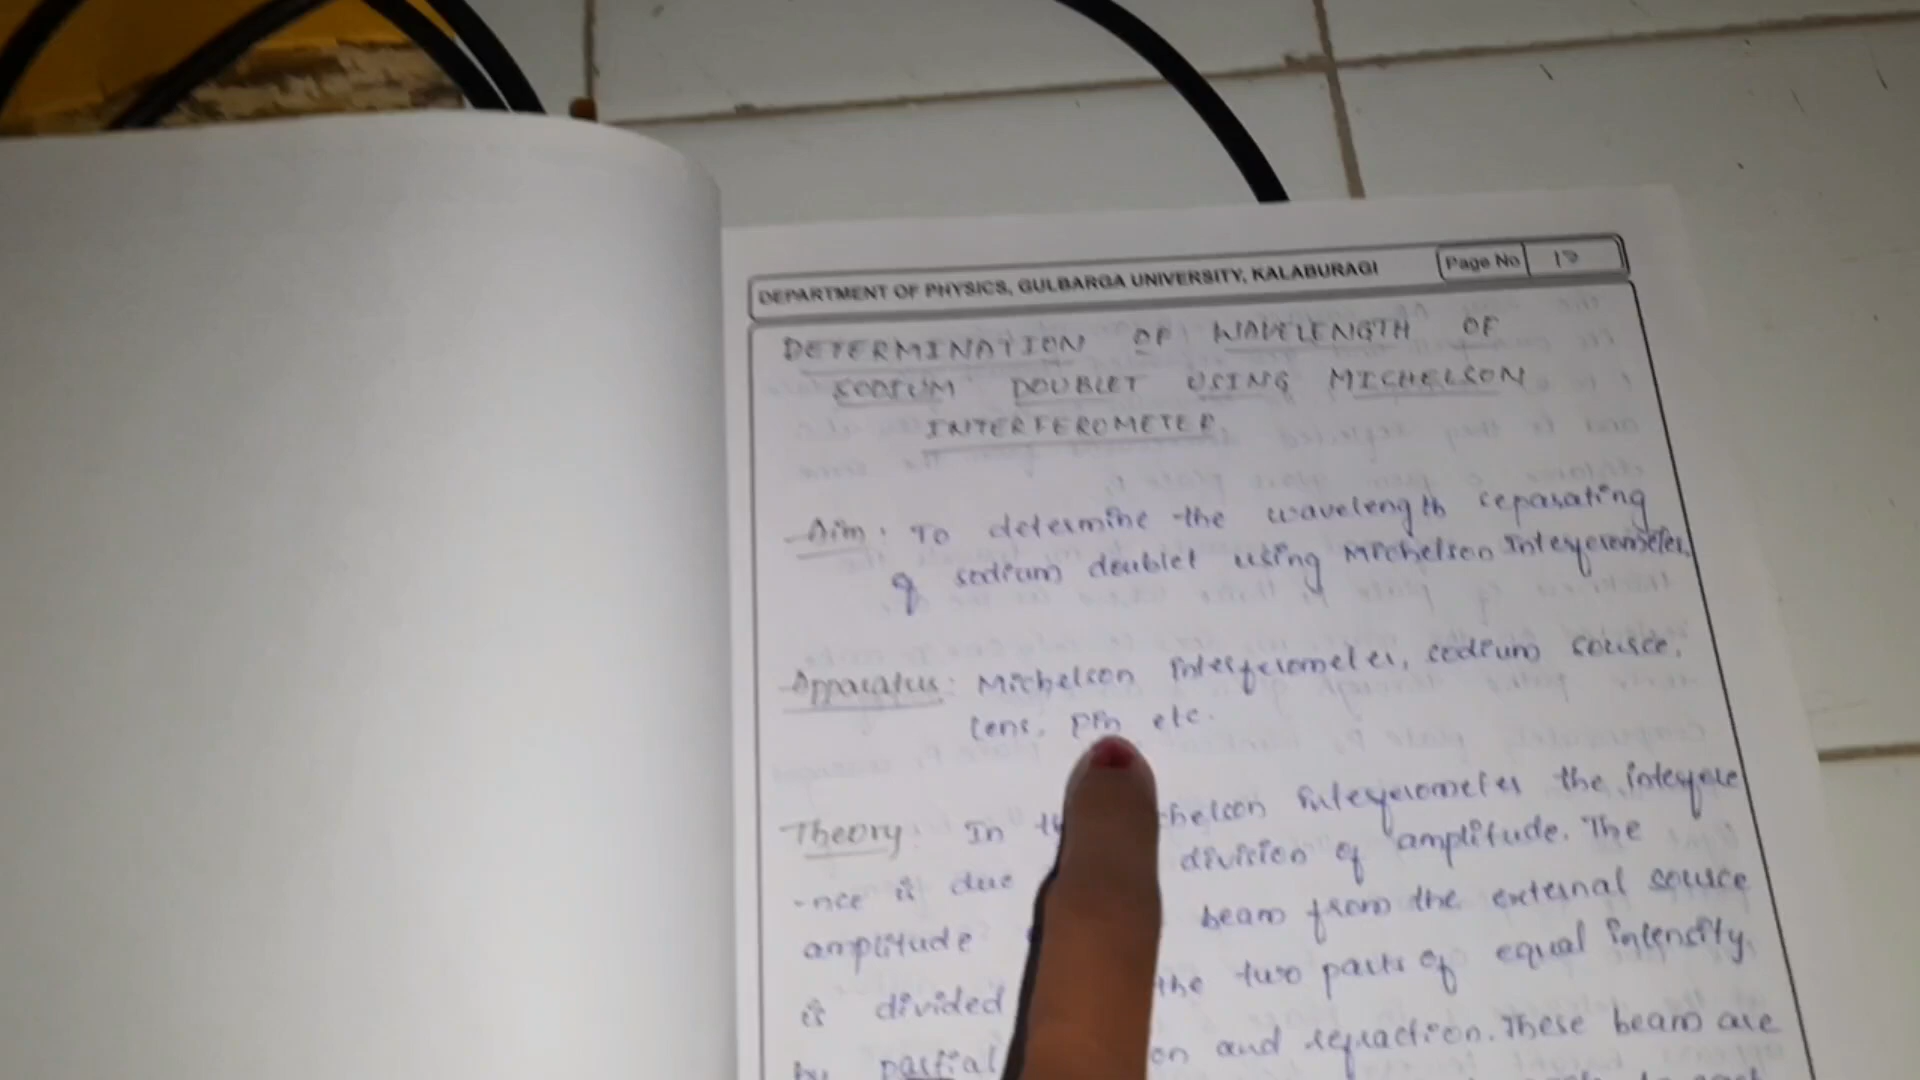 DEPARTMENT OF PHYSICS, GULBARGA UNIVERSITY, KALABURAGI Page No
DETERMINATION OF WAVELENGTH OF
SODIUM DOUBLET USING MICHELSON
INTERFEROMETER
Aim: To determine the wavelength separating
of sodium doublet using Michelson Interferometer.
Apparatus: Michelson Interferometer, sodium source,
lens, pin etc.
Theory: In chelson interferometer the interfere
-nce is due division of amplitude. The
amplitude beam from the external source
is divided the two parts of equal intensity,
by partial on and refraction. These beam are